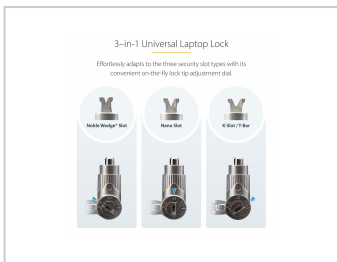 3-in-1 Universal Laptop Lock
Effortlessly adapts to the three security slot types with its
convenient on-the-fly lock tip adjustment dial.
Noble Wedge® Slot
Nano Slot
K-Slot / T-Bar